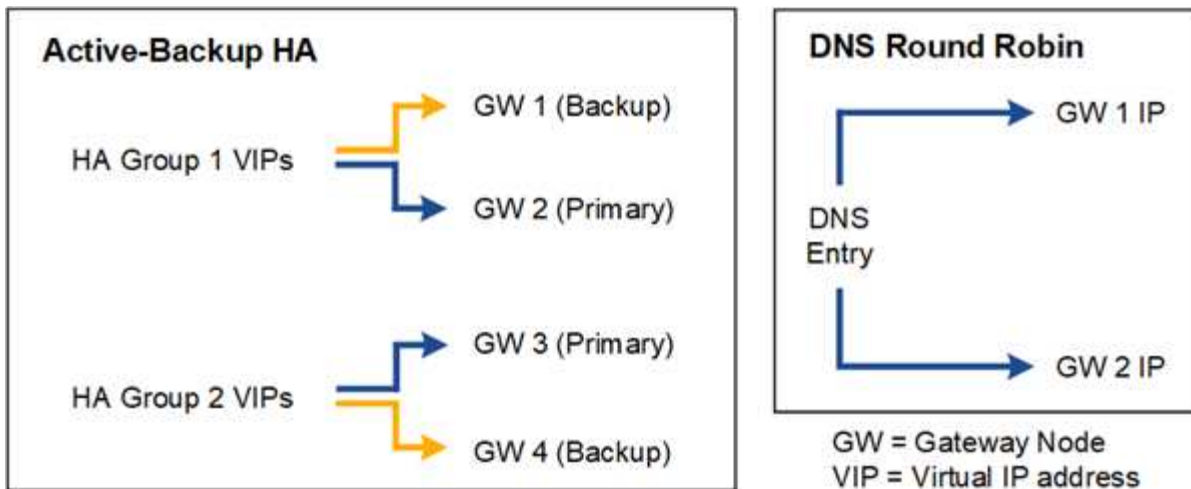 Active-Backup HA
GW 1 (Backup)
HA Group 1 VIPs
GW 2 (Primary)
GW 3 (Primary)
HA Group 2 VIPs
GW 4 (Backup)
DNS Round Robin
GW 1 IP
DNS
Entry
GW 2 IP
GW = Gateway Node
VIP = Virtual IP address